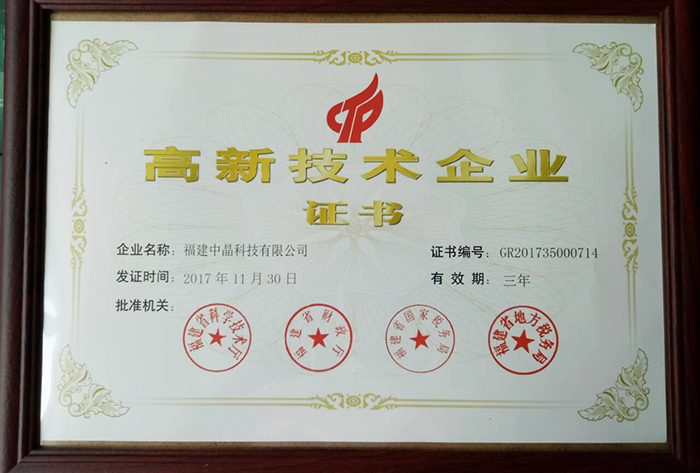 高新技术企业
证书
企业名称：福建中晶科技有限公司
证书编号：GR201735000714
发证时间：2017年11月30日
有效期：三年
批准机关：
福建省科学技术厅
福建省财政厅
福建省国家税务局
福建省地方税务局